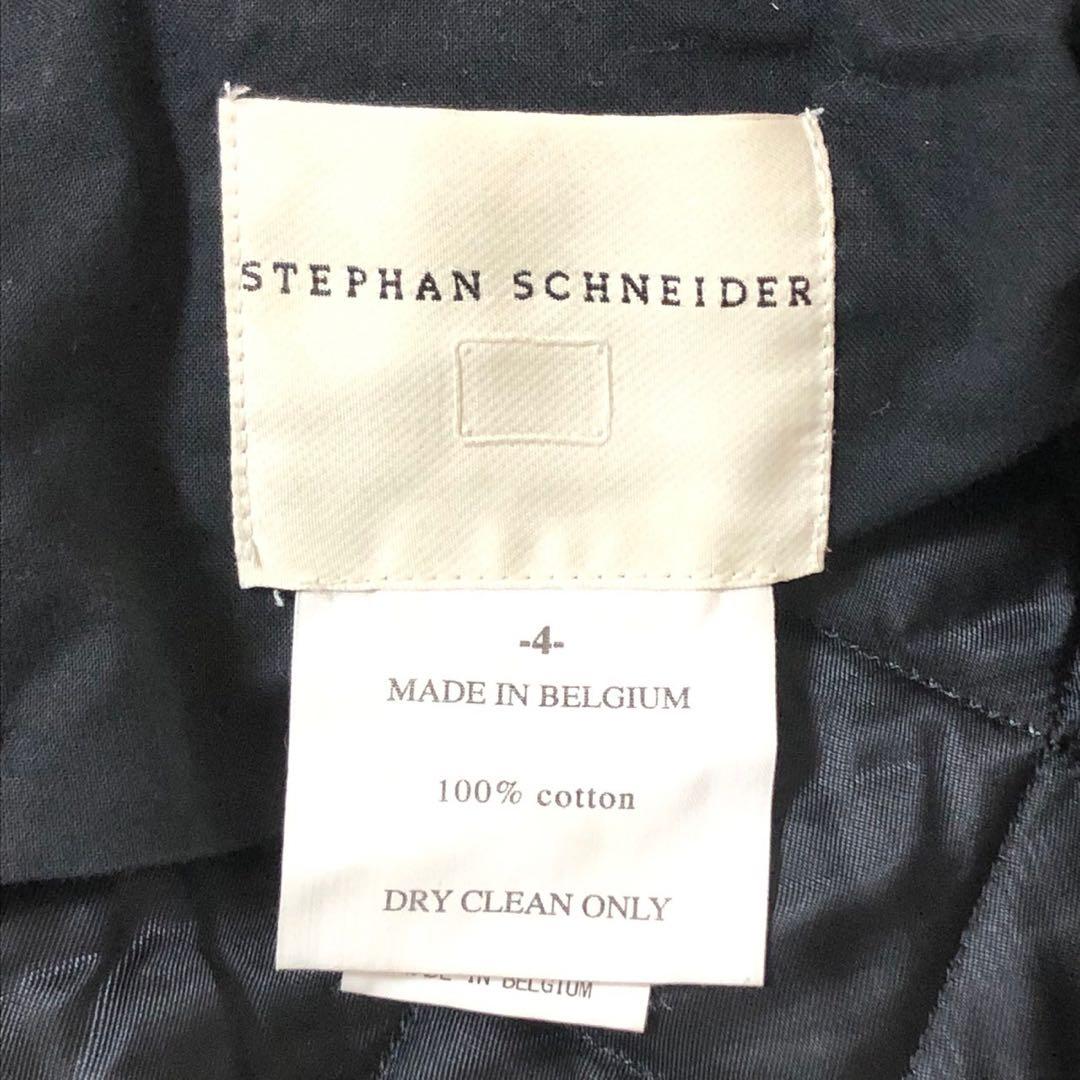 STEPHAN SCHNEIDER
-4-
MADE IN BELGIUM
100% cotton
DRY CLEAN ONLY
IN BELGIUM